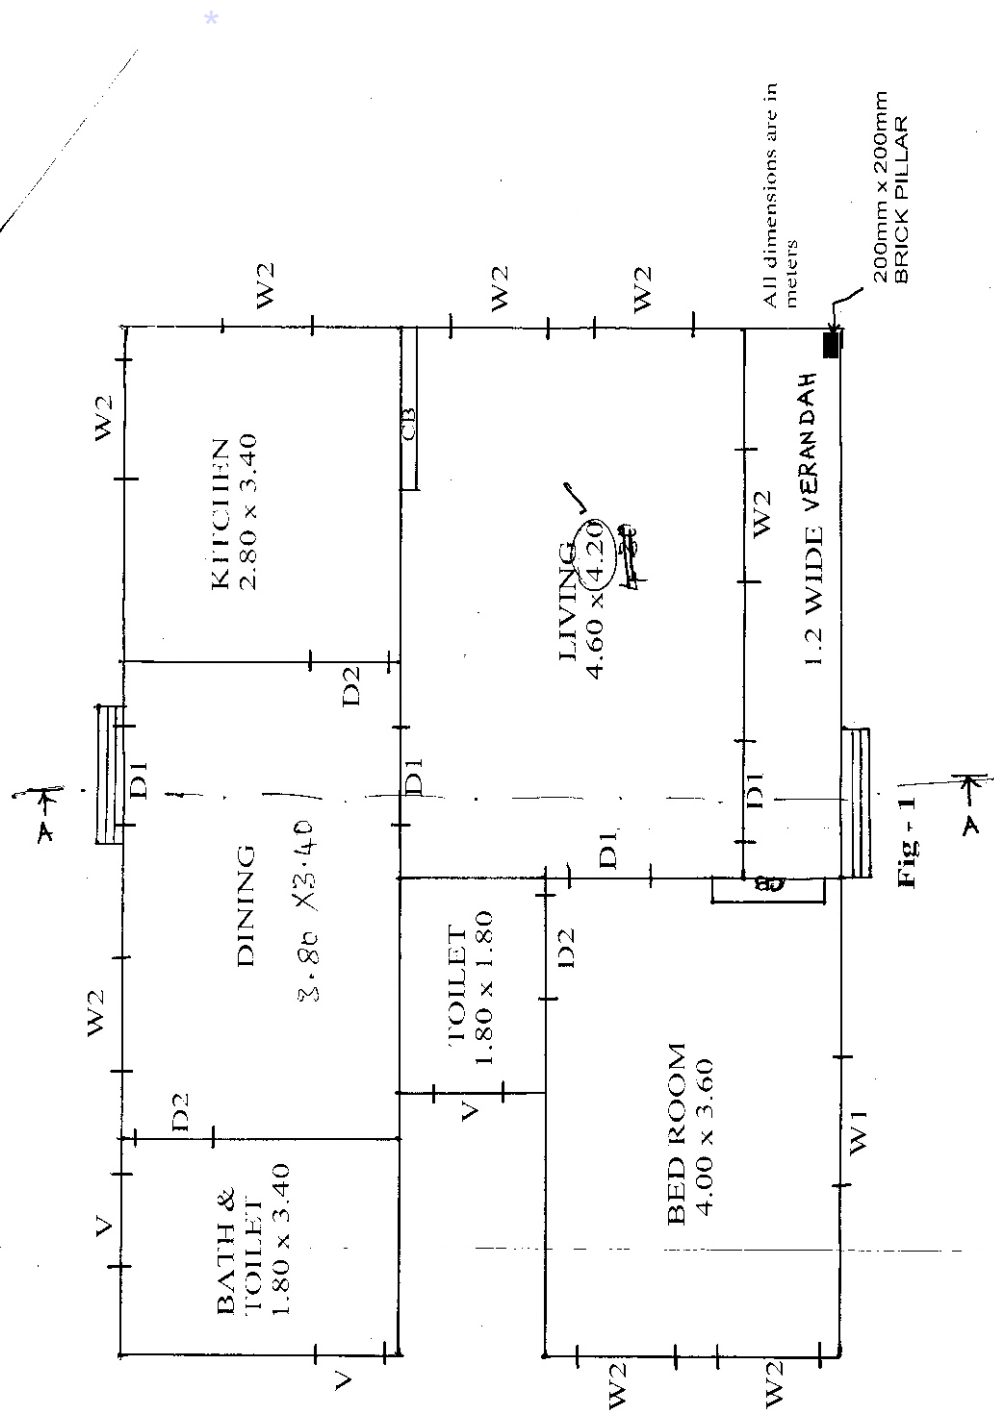 *
W2
W2
W2
W2
KITCHEN
2.80 x 3.40
CB
D2
D1
DINING
3.80 X3.40
W2
D2
V
BATH &
TOILET
1.80 x 3.40
V
D1
LIVING
4.60 x 4.20
D1
TOILET
1.80 x 1.80
V
D2
W2
D1
1.2 WIDE VERANDAH
CB
BED ROOM
4.00 x 3.60
W1
W2
W2
All dimensions are in
meters
200mm x 200mm
BRICK PILLAR
A
A
Fig - 1